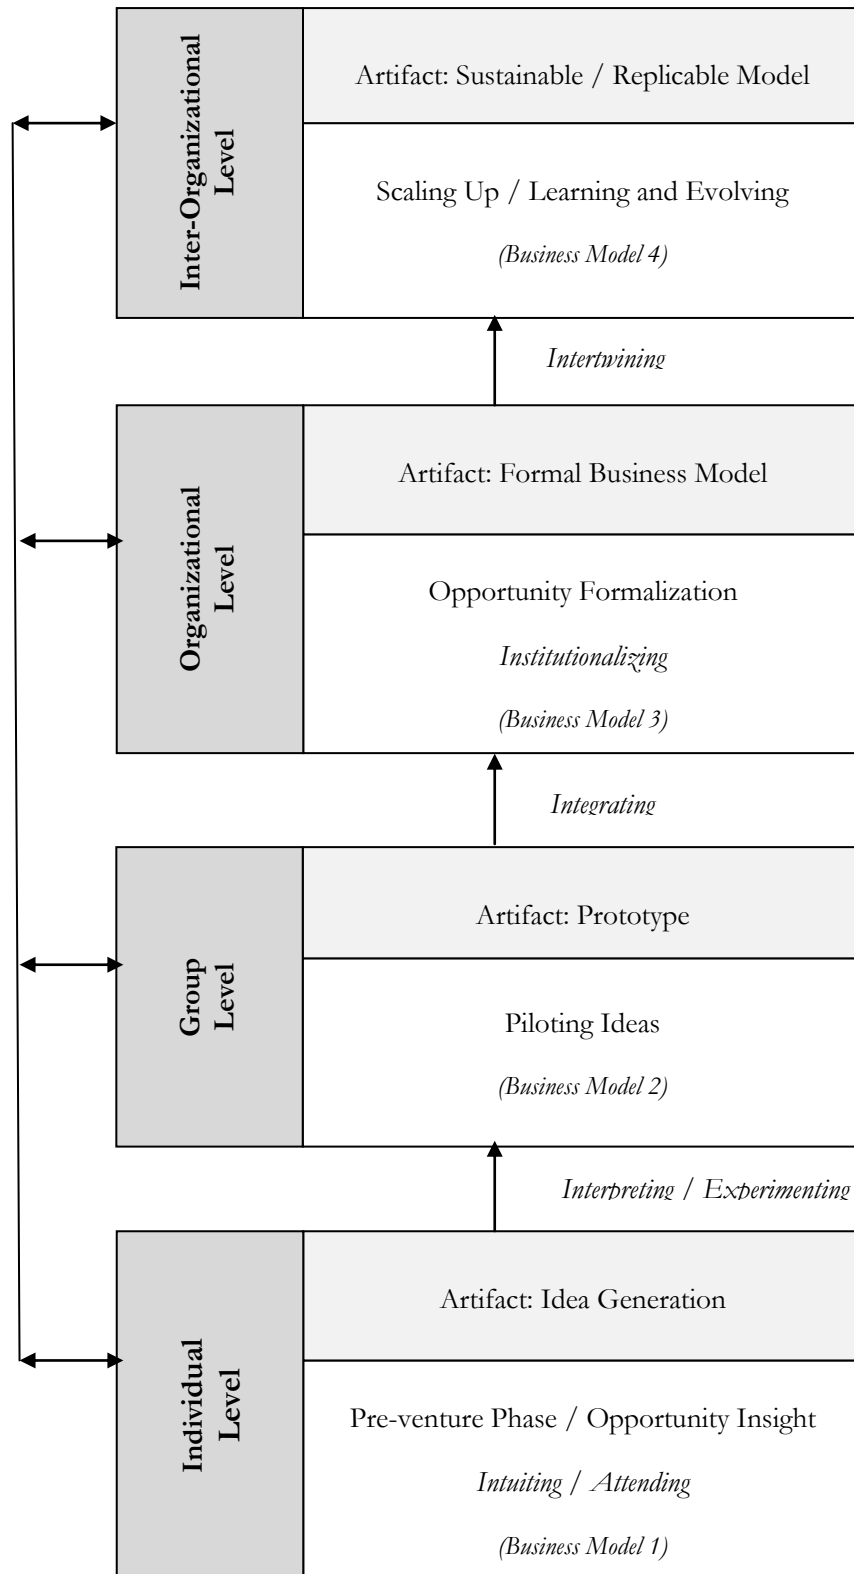 Inter-Organizational
Level
Artifact: Sustainable / Replicable Model
Scaling Up / Learning and Evolving
(Business Model 4)
Intertwining
Organizational
Level
Artifact: Formal Business Model
Opportunity Formalization
Institutionalizing
(Business Model 3)
Integrating
Group
Level
Artifact: Prototype
Piloting Ideas
(Business Model 2)
Interpreting / Experimenting
Individual
Level
Artifact: Idea Generation
Pre-venture Phase / Opportunity Insight
Intuiting / Attending
(Business Model 1)